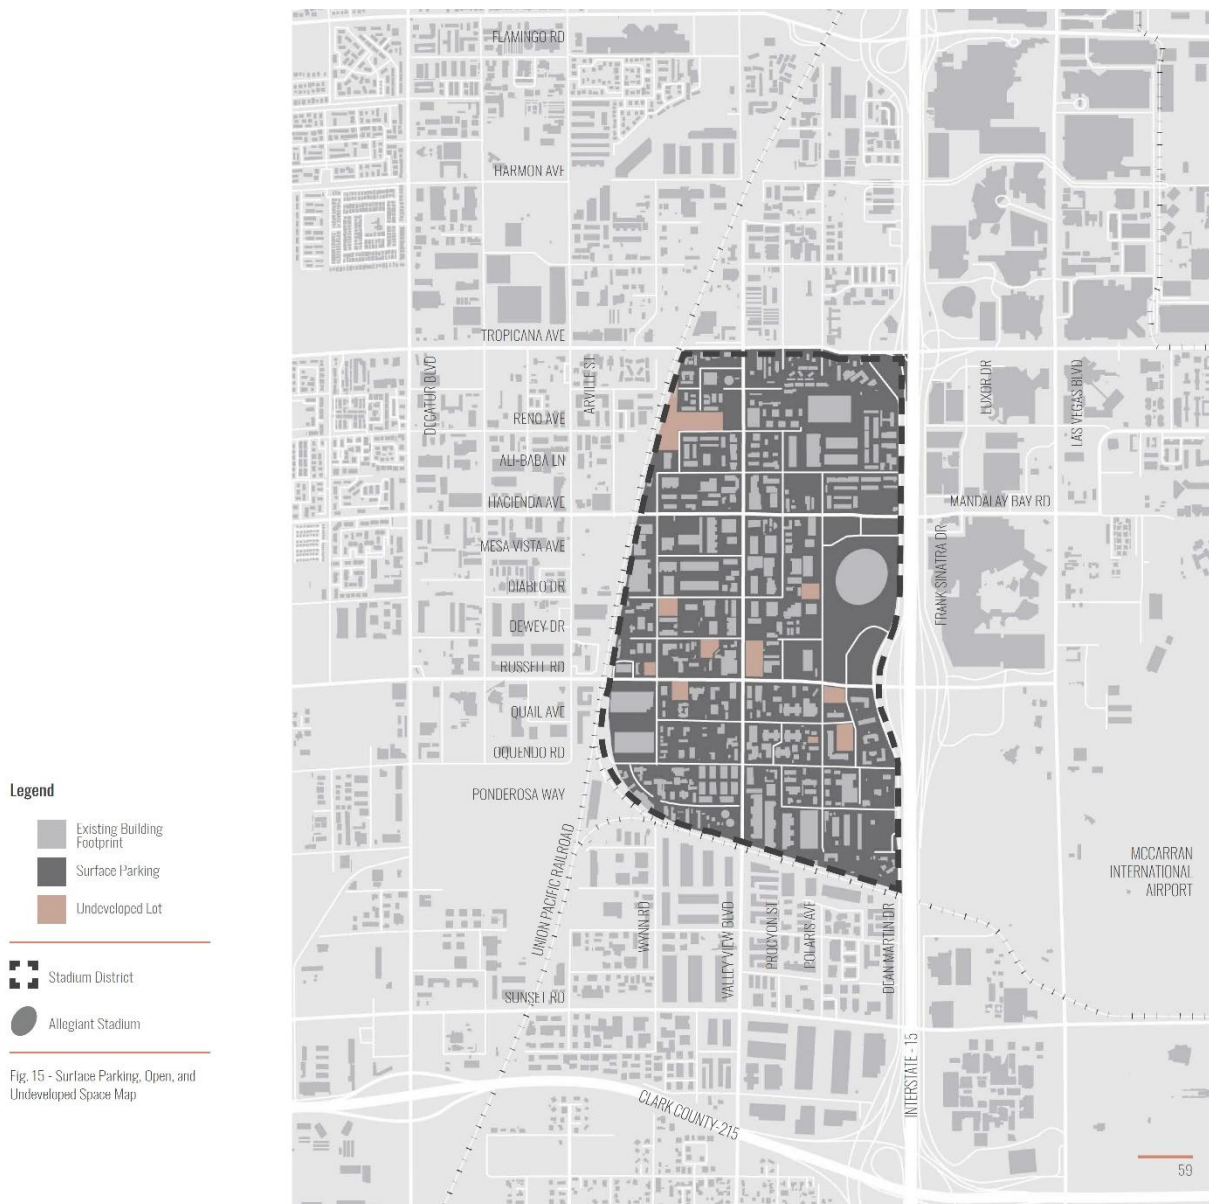 FLAMINGO RD
HARMON AVE
TROPICANA AVE
DECATUR BLVD
ARVILLE ST
LUXOR DR
LAS VEGAS BLVD
RENO AVE
ALI-BABA LN
HACIENDA AVE
MANDALAY BAY RD
MESA VISTA AVE
FRANK SINATRA DR
DIABLO DR
DEWEY DR
RUSSELL RD
QUAIL AVE
OQUENDO RD
PONDEROSA WAY
UNION PACIFIC RAILROAD
MCCARRAN
INTERNATIONAL
AIRPORT
WYNN RD
VALLEY VIEW BLVD
PROCYON ST
POLARIS AVE
DEAN MARTIN DR
SUNSET RD
INTERSTATE - 15
CLARK COUNTY-215
Legend
Existing Building
Footprint
Surface Parking
Undeveloped Lot
Stadium District
Allegiant Stadium
Fig. 15 - Surface Parking, Open, and
Undeveloped Space Map
59